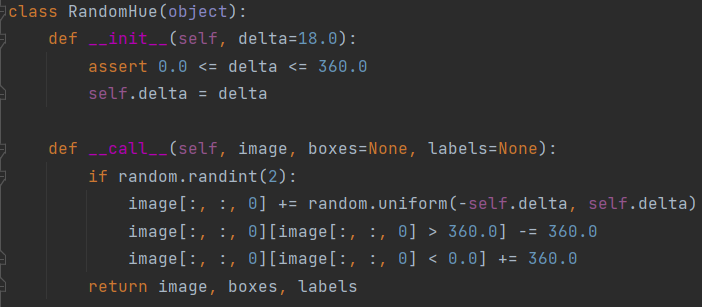 class RandomHue(object):
    def __init__(self, delta=18.0):
        assert 0.0 <= delta <= 360.0
        self.delta = delta

    def __call__(self, image, boxes=None, labels=None):
        if random.randint(2):
            image[:, :, 0] += random.uniform(-self.delta, self.delta)
            image[:, :, 0][image[:, :, 0] > 360.0] -= 360.0
            image[:, :, 0][image[:, :, 0] < 0.0] += 360.0
        return image, boxes, labels